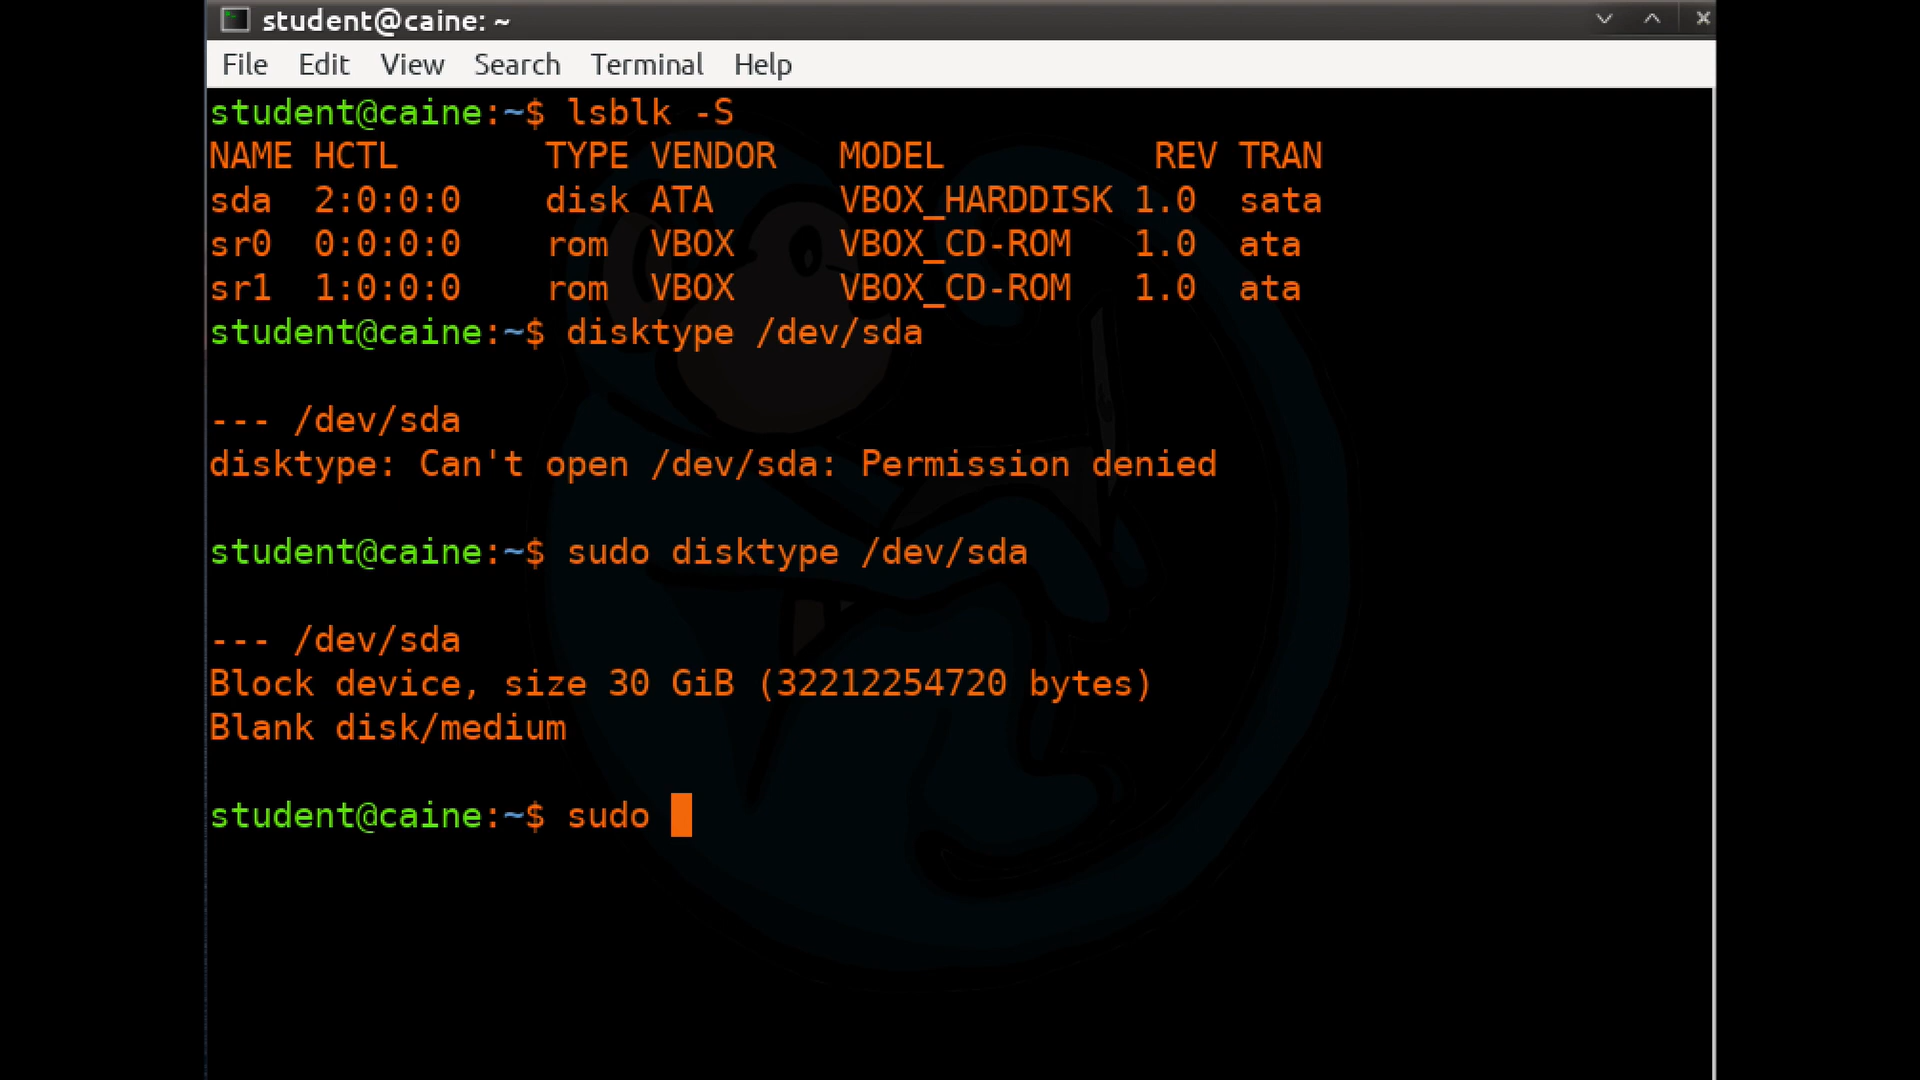 student@caine: ~
File Edit View Search Terminal Help
student@caine:~$ lsblk -S
NAME HCTL       TYPE VENDOR   MODEL          REV TRAN
sda  2:0:0:0    disk ATA      VBOX_HARDDISK 1.0  sata
sr0  0:0:0:0    rom  VBOX     VBOX_CD-ROM   1.0  ata
sr1  1:0:0:0    rom  VBOX     VBOX_CD-ROM   1.0  ata
student@caine:~$ disktype /dev/sda
--- /dev/sda
disktype: Can't open /dev/sda: Permission denied
student@caine:~$ sudo disktype /dev/sda
--- /dev/sda
Block device, size 30 GiB (32212254720 bytes)
Blank disk/medium
student@caine:~$ sudo